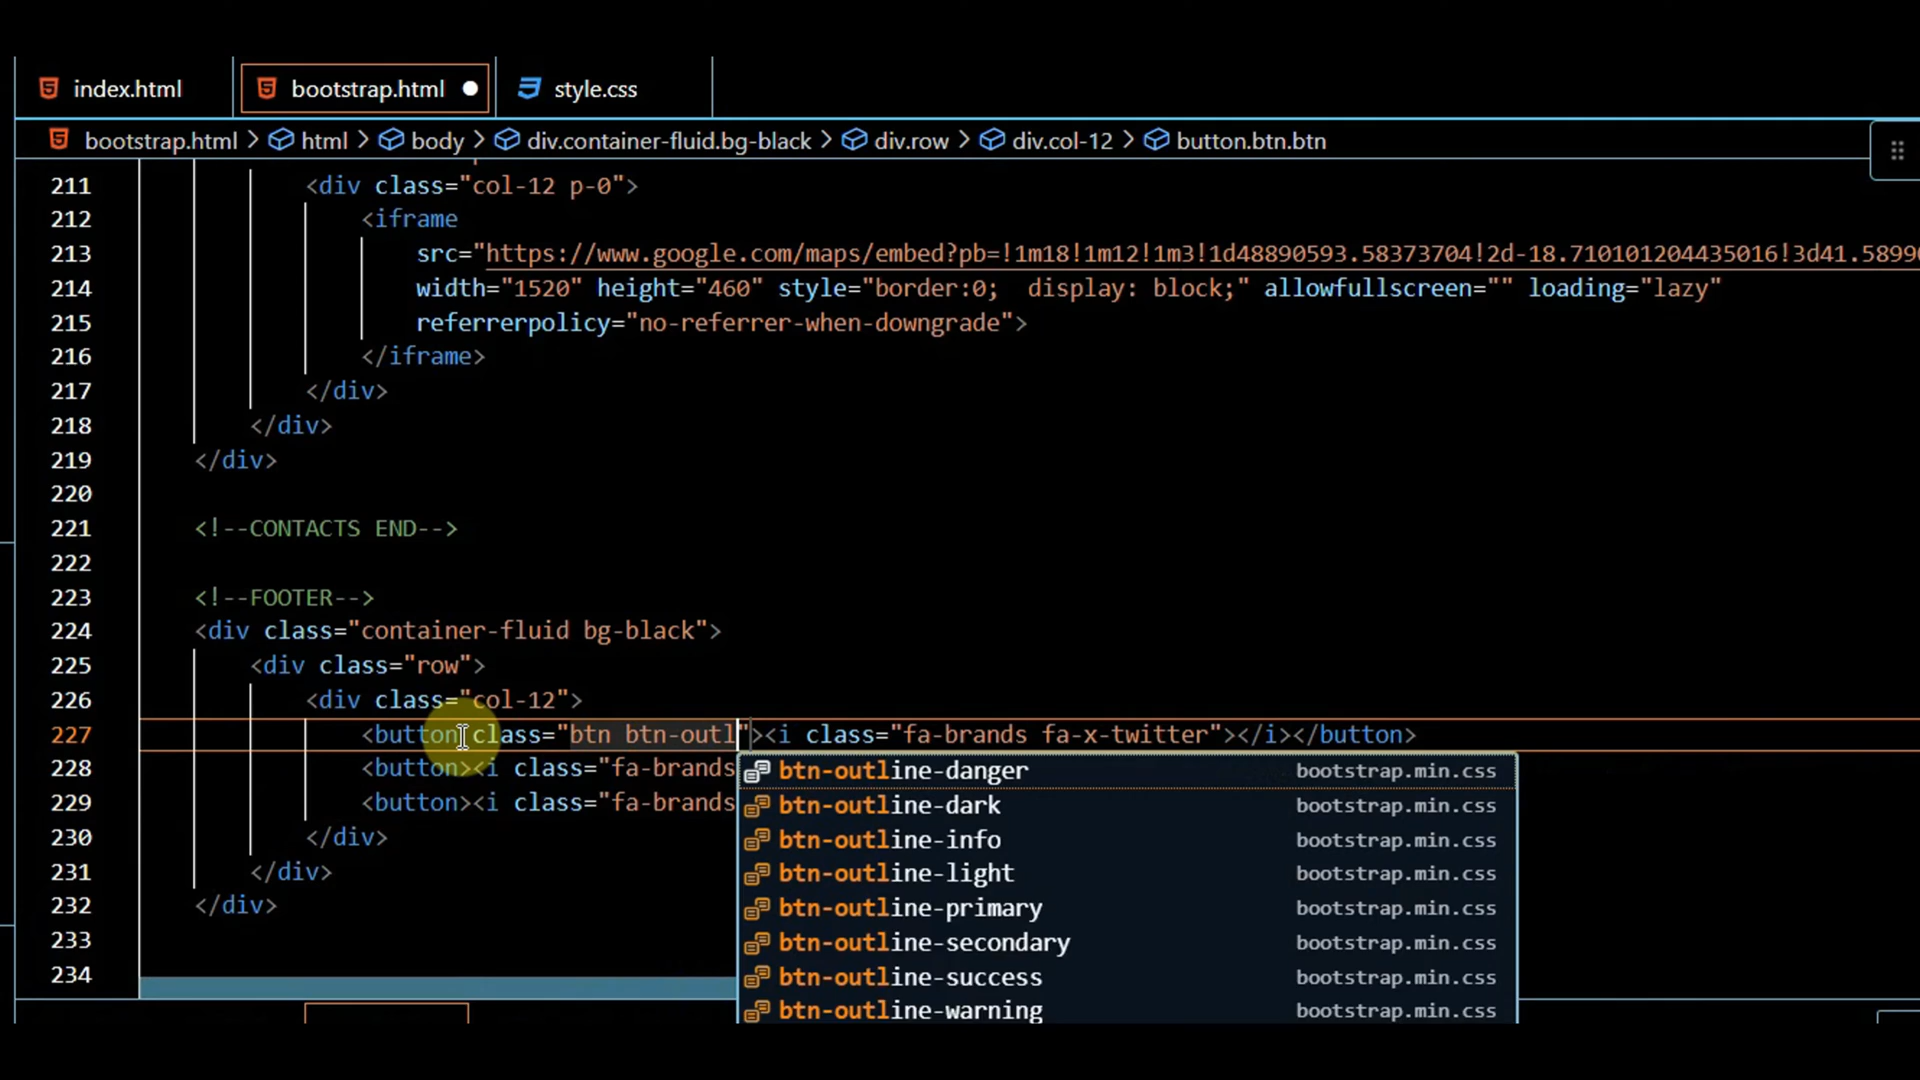 index.html bootstrap.html style.css
bootstrap.html > html > body > div.container-fluid.bg-black > div.row > div.col-12 > button.btn.btn
211 <div class="col-12 p-0">
212 <iframe
213 src="https://www.google.com/maps/embed?pb=!1m18!1m12!1m3!1d48890593.58373704!2d-18.710101204435016!3d41.5899
214 width="1520" height="460" style="border:0;  display: block;" allowfullscreen="" loading="lazy"
215 referrerpolicy="no-referrer-when-downgrade">
216 </iframe>
217 </div>
218 </div>
219 </div>
220
221 <!--CONTACTS END-->
222
223 <!--FOOTER-->
224 <div class="container-fluid bg-black">
225 <div class="row">
226 <div class="col-12">
227 <button class="btn btn-outl"><i class="fa-brands fa-x-twitter"></i></button>
228 <button><i class="fa-brands
229 <button><i class="fa-brands
230 </div>
231 </div>
232 </div>
233
234
btn-outline-danger bootstrap.min.css
btn-outline-dark bootstrap.min.css
btn-outline-info bootstrap.min.css
btn-outline-light bootstrap.min.css
btn-outline-primary bootstrap.min.css
btn-outline-secondary bootstrap.min.css
btn-outline-success bootstrap.min.css
btn-outline-warning bootstrap.min.css